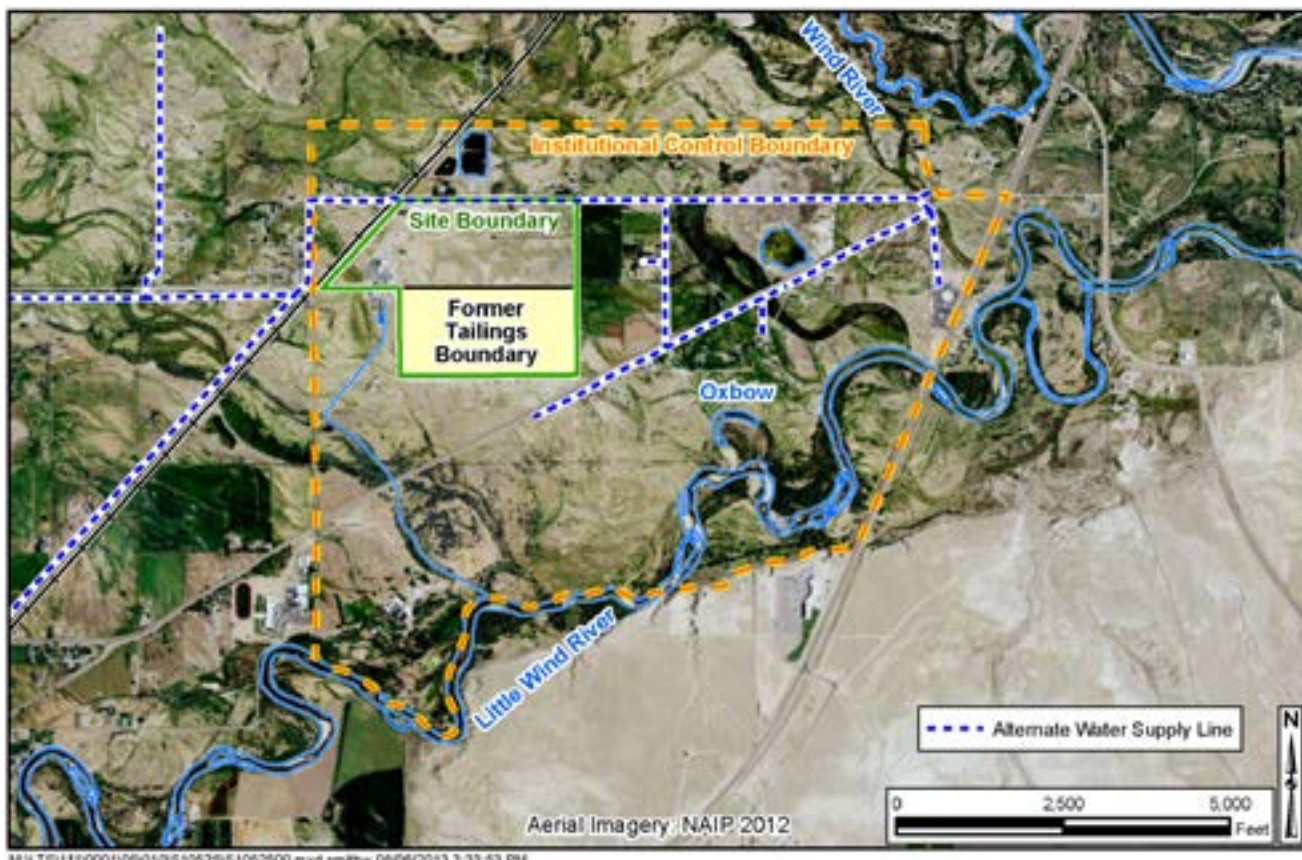 Wind River
Institutional Control Boundary
Site Boundary
Former
Tailings
Boundary
Oxbow
Little Wind River
Alternate Water Supply Line
N
0 2,500 5,000
Feet
Aerial Imagery: NAIP 2012